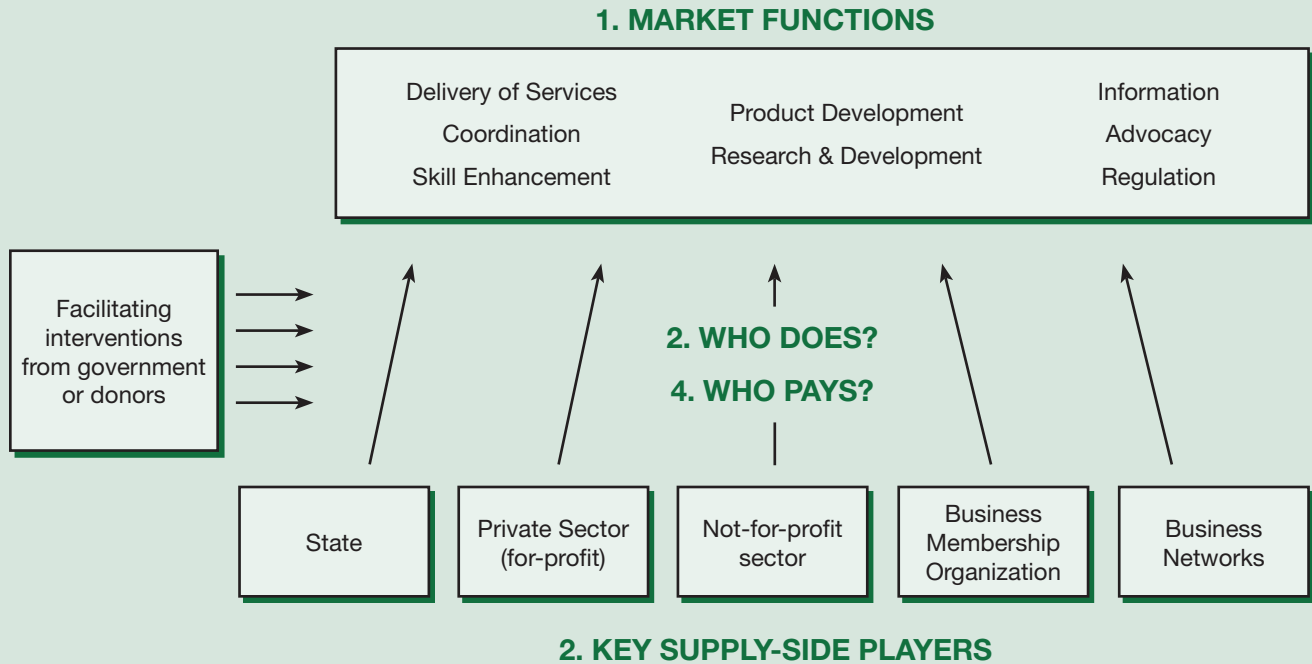 1. MARKET FUNCTIONS
Delivery of Services
Coordination
Skill Enhancement
Product Development
Research & Development
Information
Advocacy
Regulation
Facilitating
interventions
from government
or donors
2. WHO DOES?
4. WHO PAYS?
State
Private Sector
(for-profit)
Not-for-profit
sector
Business
Membership
Organization
Business
Networks
2. KEY SUPPLY-SIDE PLAYERS